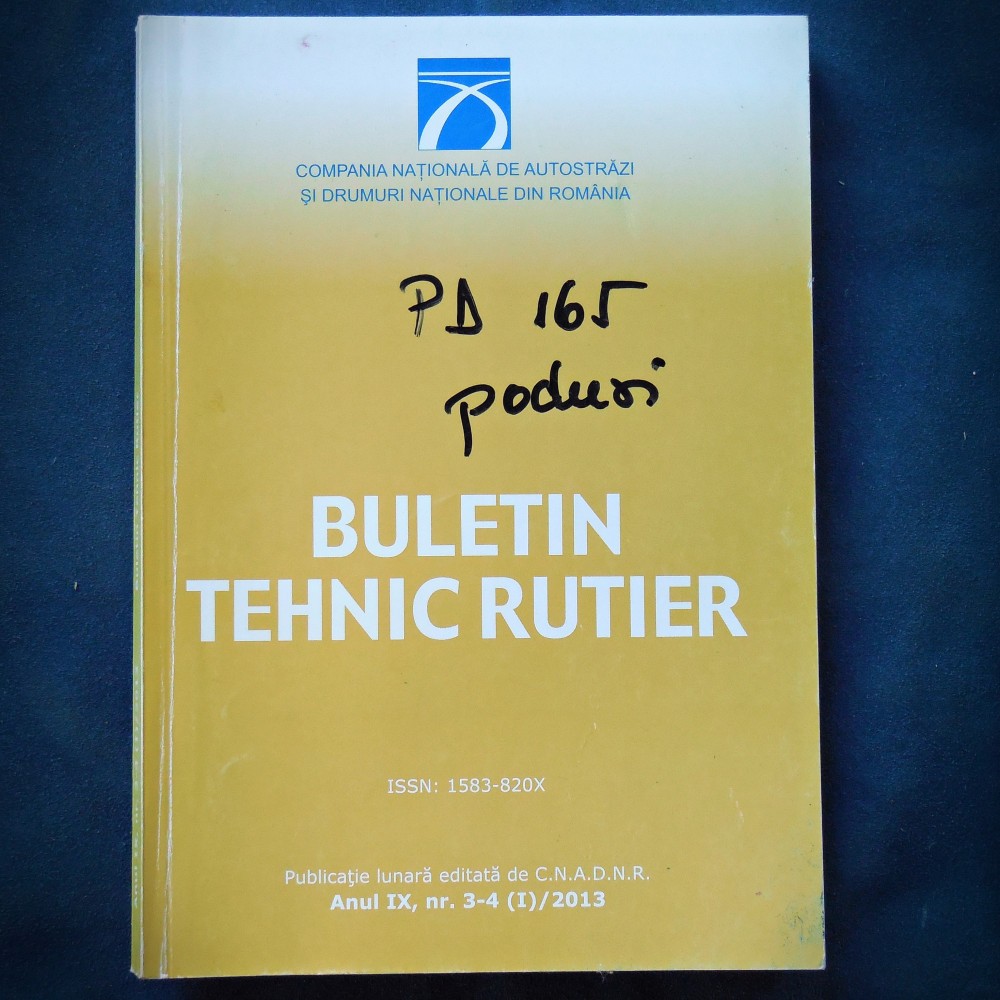 COMPANIA NAȚIONALĂ DE AUTOSTRĂZI
ȘI DRUMURI NAȚIONALE DIN ROMÂNIA
PD 165
poduri
BULETIN
TEHNIC RUTIER
ISSN: 1583-820X
Publicaţie lunară editată de C.N.A.D.N.R.
Anul IX, nr. 3-4 (I)/2013